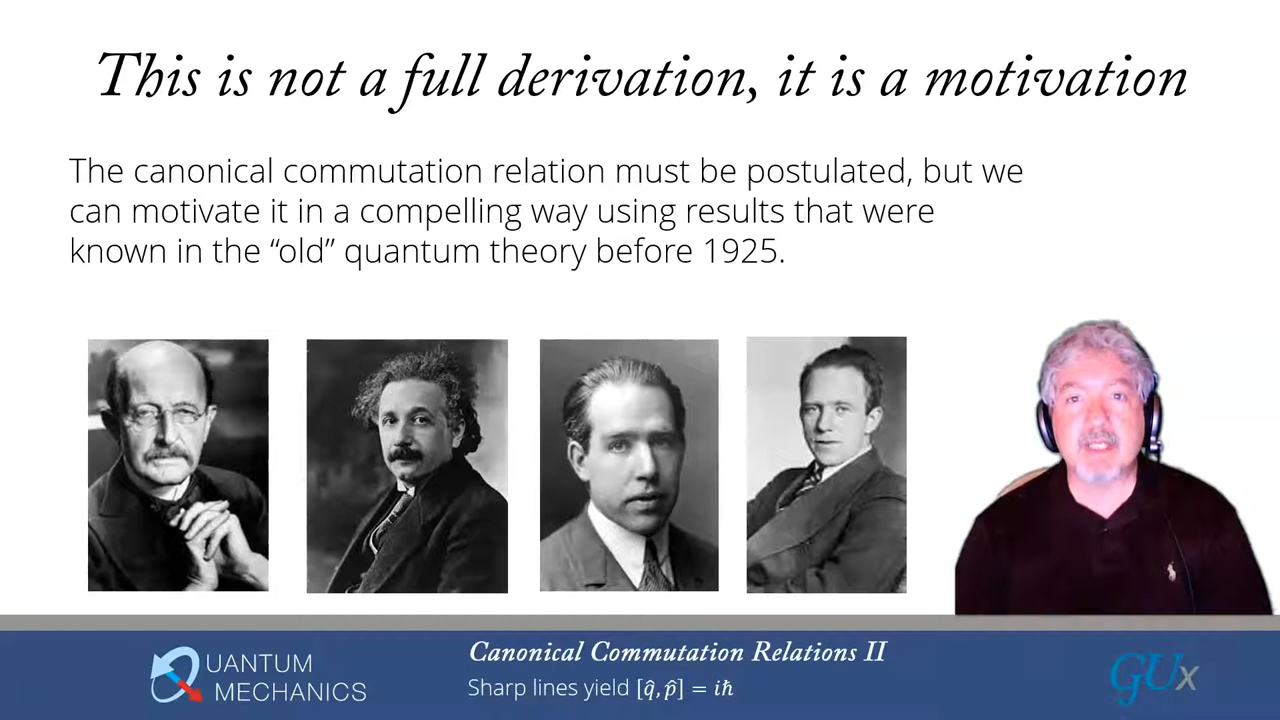 This is not a full derivation, it is a motivation
The canonical commutation relation must be postulated, but we
can motivate it in a compelling way using results that were
known in the “old” quantum theory before 1925.
QUANTUM
MECHANICS
Canonical Commutation Relations II
Sharp lines yield [q̂, p̂] = iħ
GUx